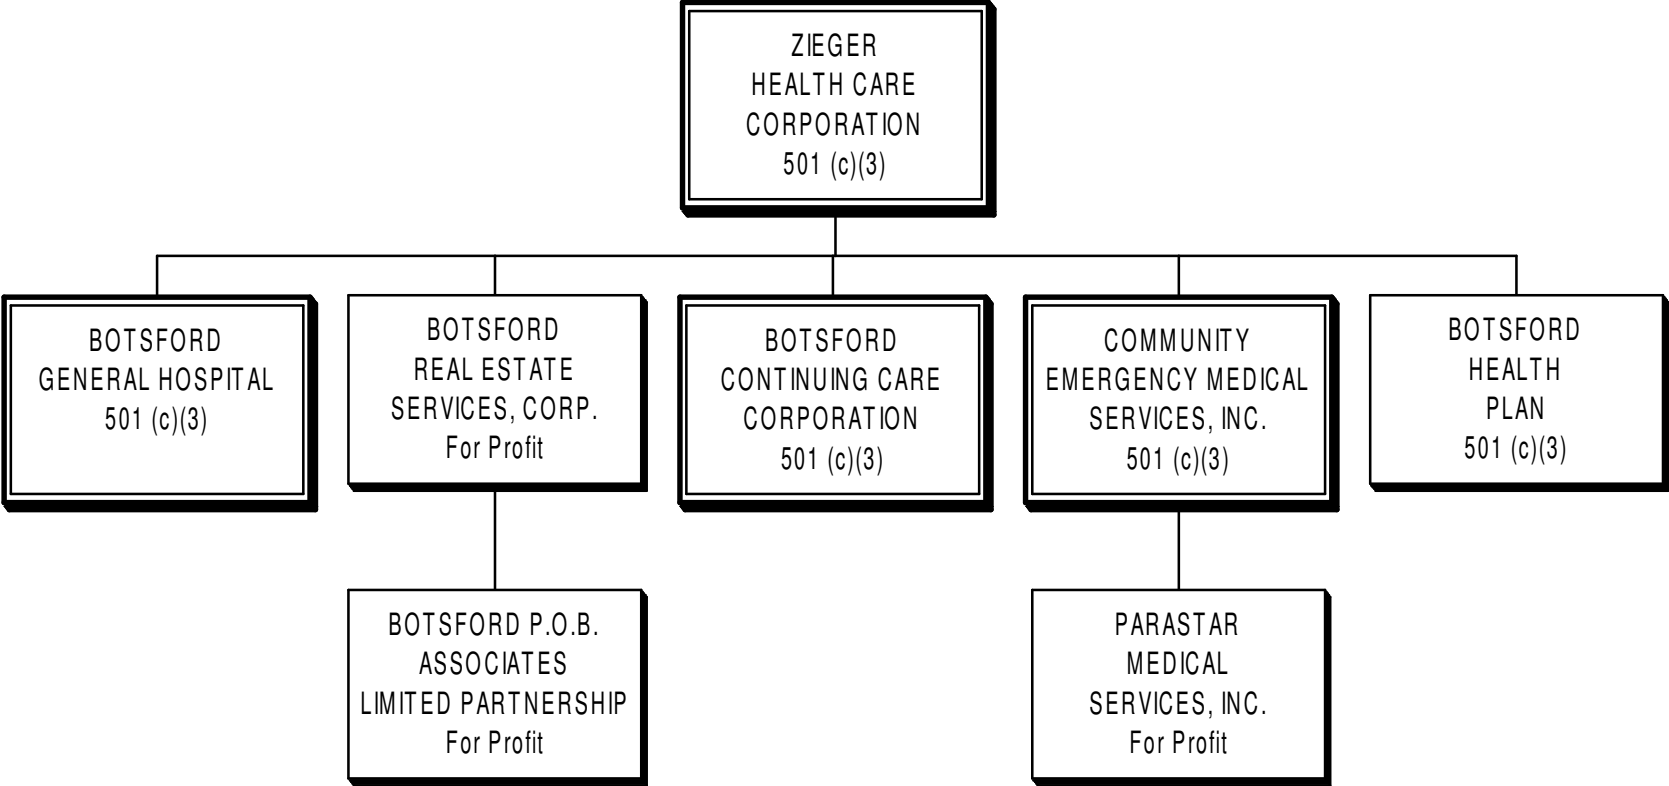 ZIEGER
HEALTH CARE
CORPORATION
501 (c)(3)
BOTSFORD
GENERAL HOSPITAL
501 (c)(3)
BOTSFORD
REAL ESTATE
SERVICES, CORP.
For Profit
BOTSFORD
CONTINUING CARE
CORPORATION
501 (c)(3)
COMMUNITY
EMERGENCY MEDICAL
SERVICES, INC.
501 (c)(3)
BOTSFORD
HEALTH
PLAN
501 (c)(3)
BOTSFORD P.O.B.
ASSOCIATES
LIMITED PARTNERSHIP
For Profit
PARASTAR
MEDICAL
SERVICES, INC.
For Profit